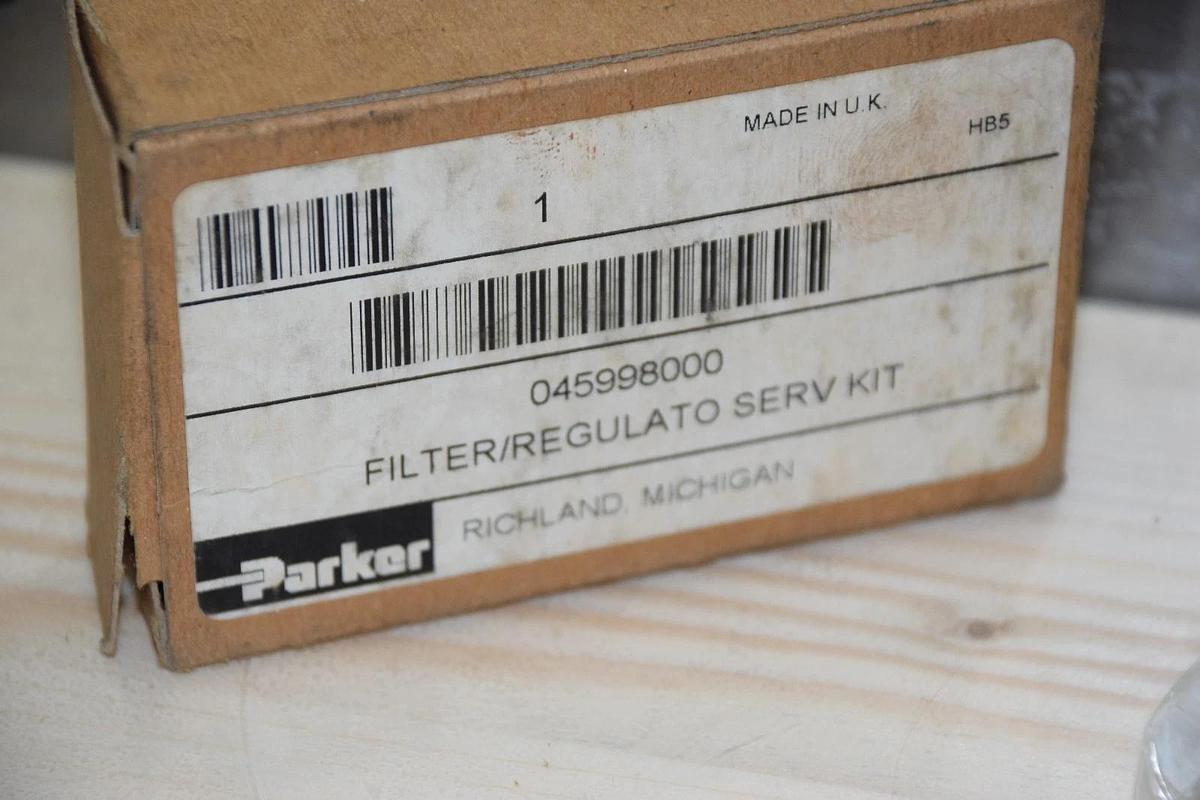 MADE IN U.K.
HB5
1
045998000
FILTER/REGULATO SERV KIT
Parker
RICHLAND, MICHIGAN